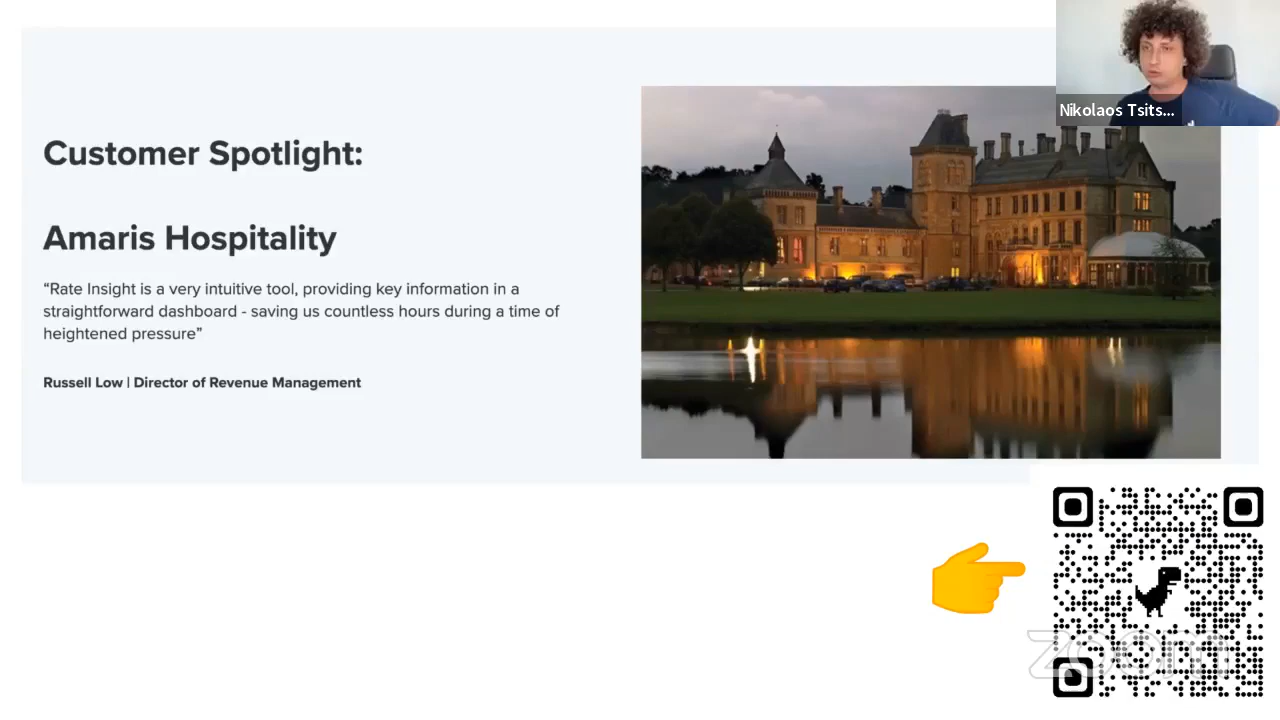 Nikolaos Tsits...
Customer Spotlight:
Amaris Hospitality
“Rate Insight is a very intuitive tool, providing key information in a
straightforward dashboard - saving us countless hours during a time of
heightened pressure”
Russell Low | Director of Revenue Management
zoom